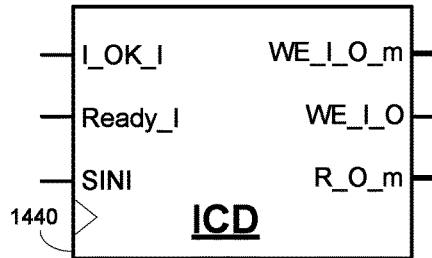 I_OK_I WE_I_O_m
Ready_I WE_I_O
SINI R_O_m
1440 ICD